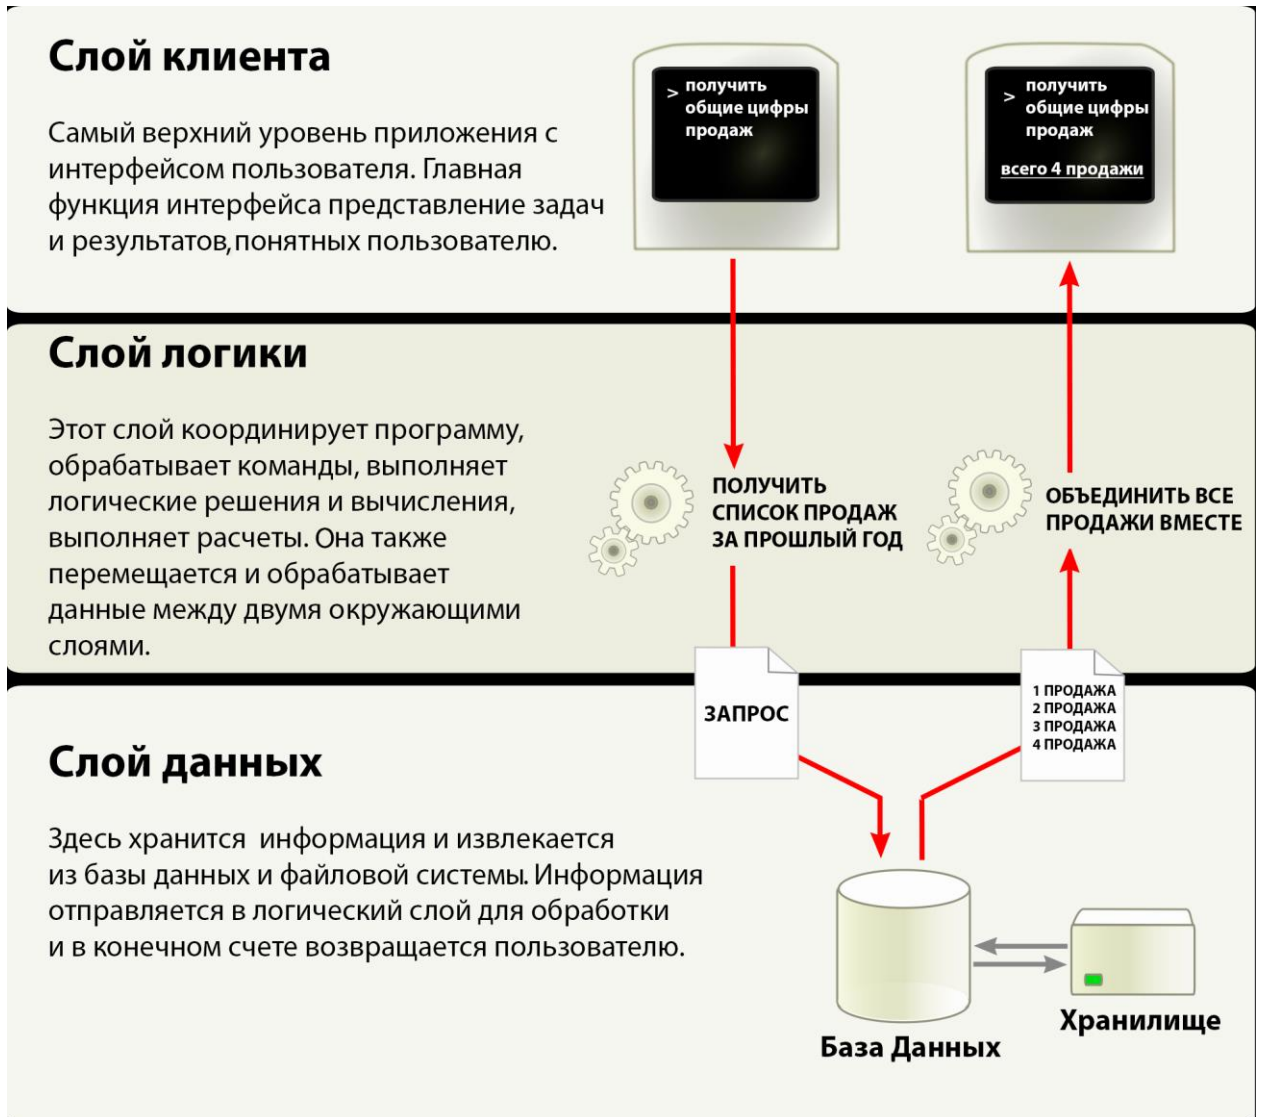 Слой клиента
Самый верхний уровень приложения с
интерфейсом пользователя. Главная
функция интерфейса представление задач
и результатов,понятных пользователю.
> получить
общие цифры
продаж
> получить
общие цифры
продаж
всего 4 продажи
Слой логики
Этот слой координирует программу,
обрабатывает команды, выполняет
логические решения и вычисления,
выполняет расчеты. Она также
перемещается и обрабатывает
данные между двумя окружающими
слоями.
ПОЛУЧИТЬ
СПИСОК ПРОДАЖ
ЗА ПРОШЛЫЙ ГОД
ОБЪЕДИНИТЬ ВСЕ
ПРОДАЖИ ВМЕСТЕ
ЗАПРОС
1 ПРОДАЖА
2 ПРОДАЖА
3 ПРОДАЖА
4 ПРОДАЖА
Слой данных
Здесь хранится информация и извлекается
из базы данных и файловой системы. Информация
отправляется в логический слой для обработки
и в конечном счете возвращается пользователю.
База Данных
Хранилище